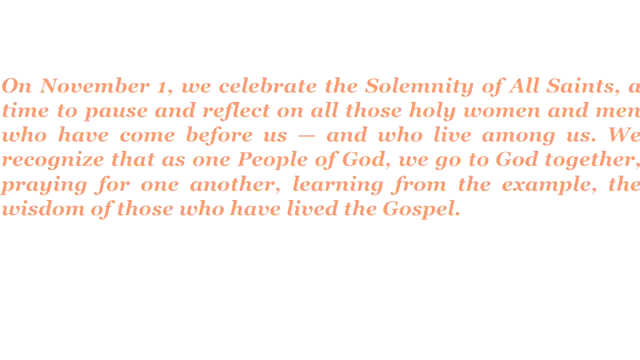 On November 1, we celebrate the Solemnity of All Saints, a
time to pause and reflect on all those holy women and men
who have come before us — and who live among us. We
recognize that as one People of God, we go to God together,
praying for one another, learning from the example, the
wisdom of those who have lived the Gospel.